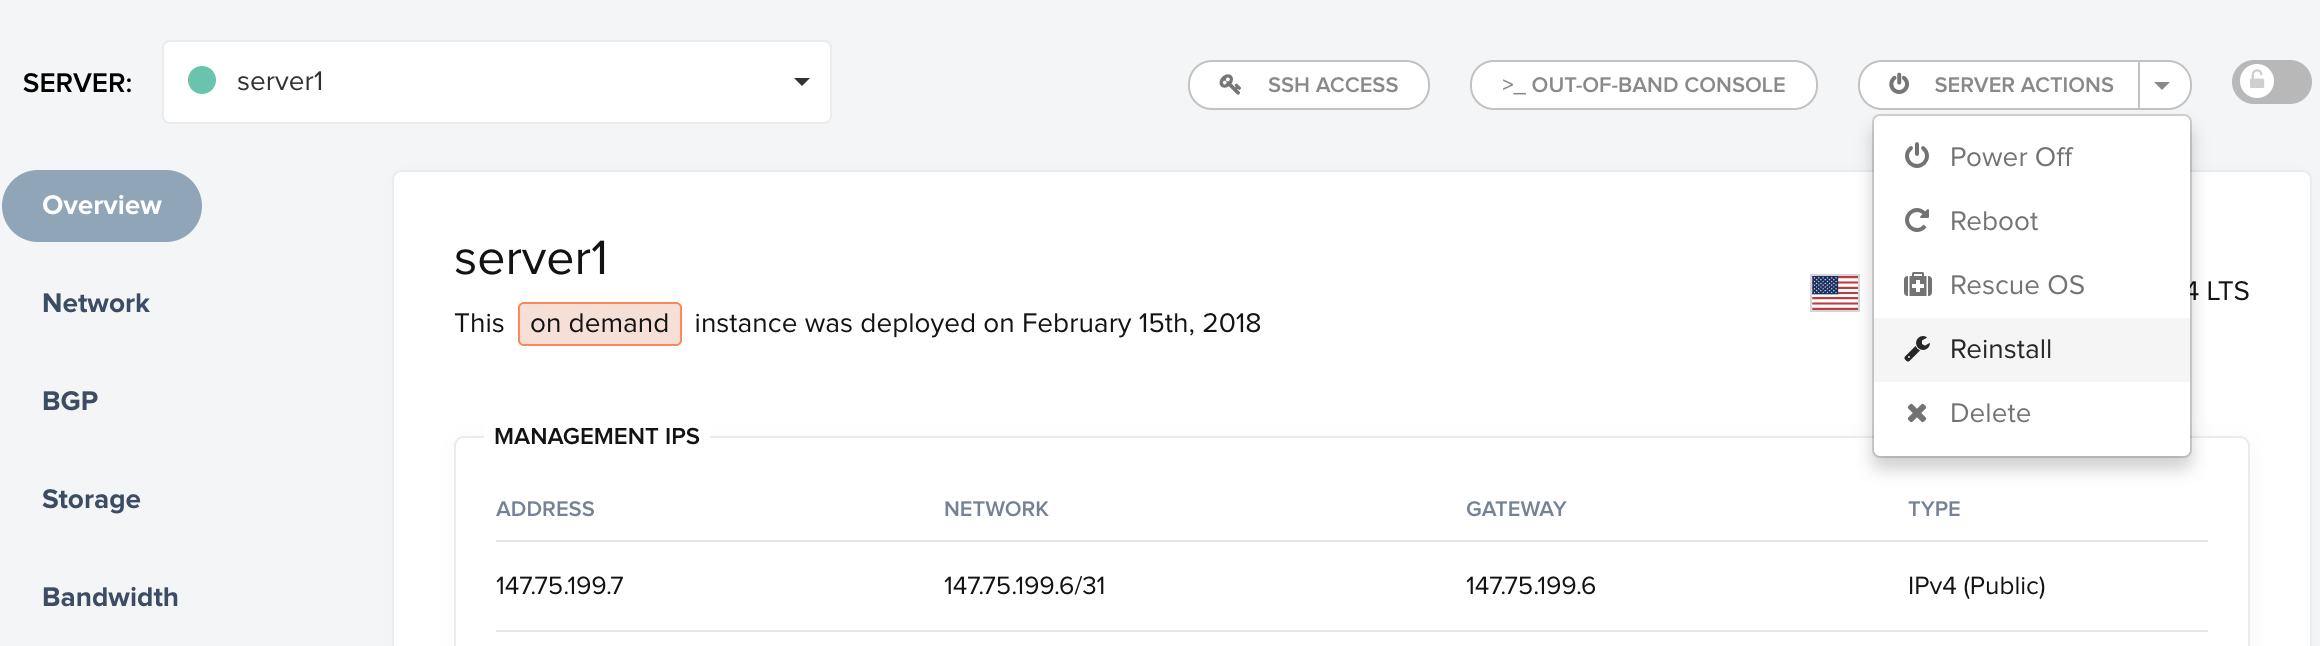 SERVER:
server1
SSH ACCESS
>_ OUT-OF-BAND CONSOLE
SERVER ACTIONS
Power Off
Reboot
Rescue OS
Reinstall
Delete
Overview
Network
BGP
Storage
Bandwidth
server1
This on demand instance was deployed on February 15th, 2018
4 LTS
MANAGEMENT IPS
ADDRESS NETWORK GATEWAY TYPE
147.75.199.7 147.75.199.6/31 147.75.199.6 IPv4 (Public)